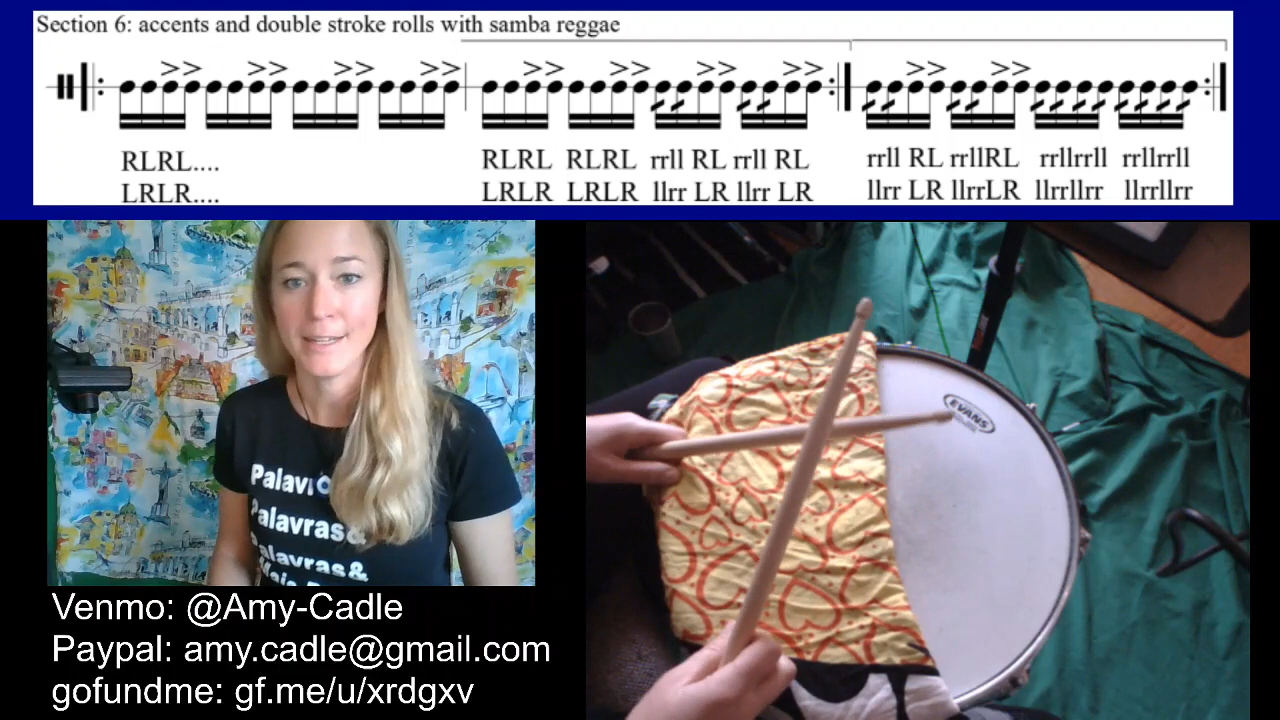 Section 6: accents and double stroke rolls with samba reggae
RLRL.... RLRL RLRL rrll RL rrll RL rrll RL rrllRL rrllrrll rrllrrll
LRLR.... LRLR LRLR llrr LR llrr LR llrr LR llrrLR llrrllrr llrrllrr
Palavras&
Palavras&
EVANS
Venmo: @Amy-Cadle
Paypal: amy.cadle@gmail.com
gofundme: gf.me/u/xrdgxv